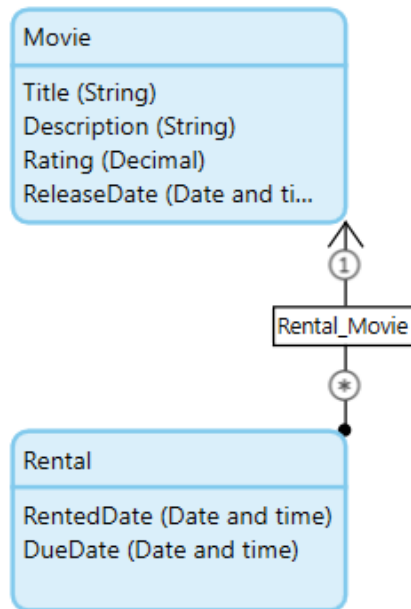 Movie
Title (String)
Description (String)
Rating (Decimal)
ReleaseDate (Date and ti...
1
Rental_Movie
*
Rental
RentedDate (Date and time)
DueDate (Date and time)